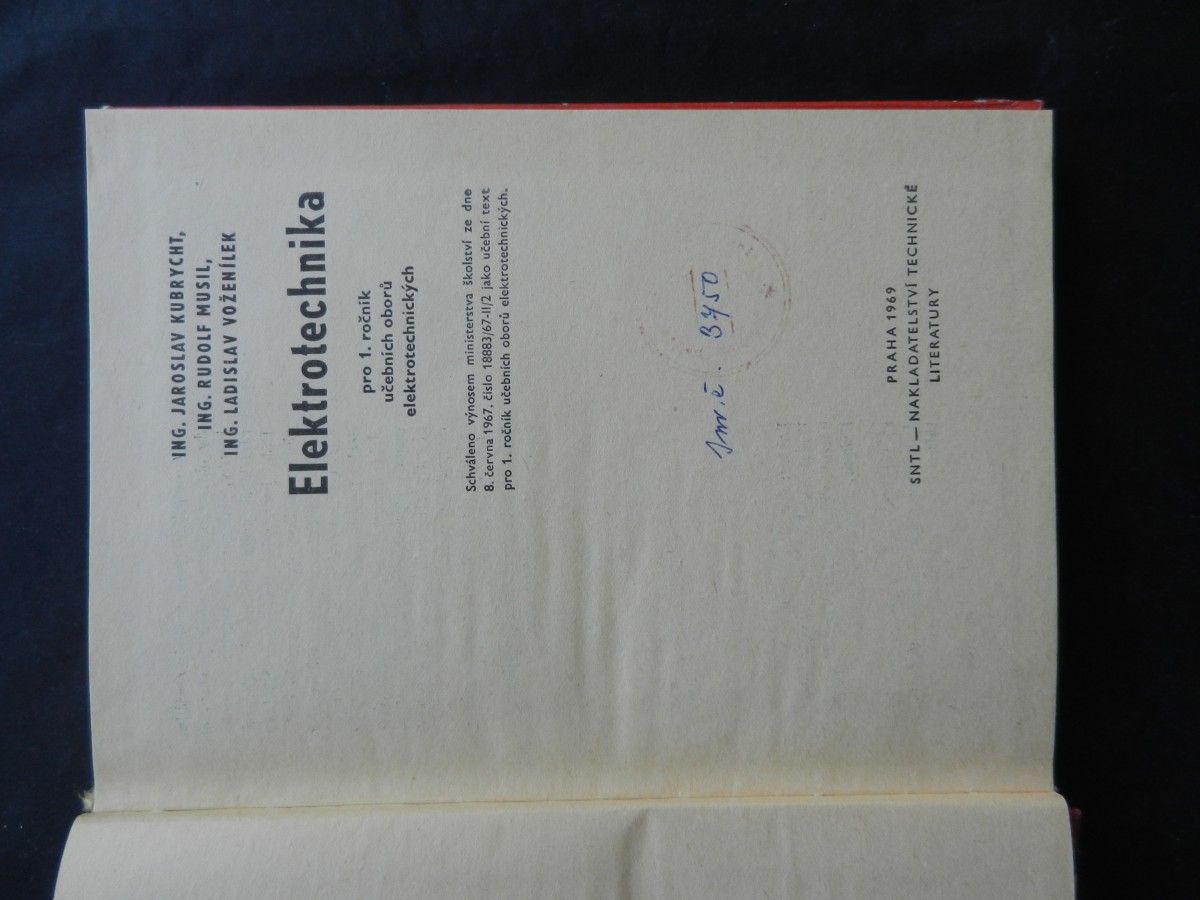 ING. JAROSLAV KUBRYCHT,
ING. RUDOLF MUSIL,
ING. LADISLAV VOŽENÍLEK
Elektrotechnika
pro 1. ročník
učebních oborů
elektrotechnických
Schváleno výnosem ministerstva školství ze dne
8. června 1967, číslo 18883/67-II/2 jako učební text
pro 1. ročník učebních oborů elektrotechnických.
Inv. č. 3750
PRAHA 1969
SNTL — NAKLADATELSTVÍ TECHNICKÉ
LITERATURY